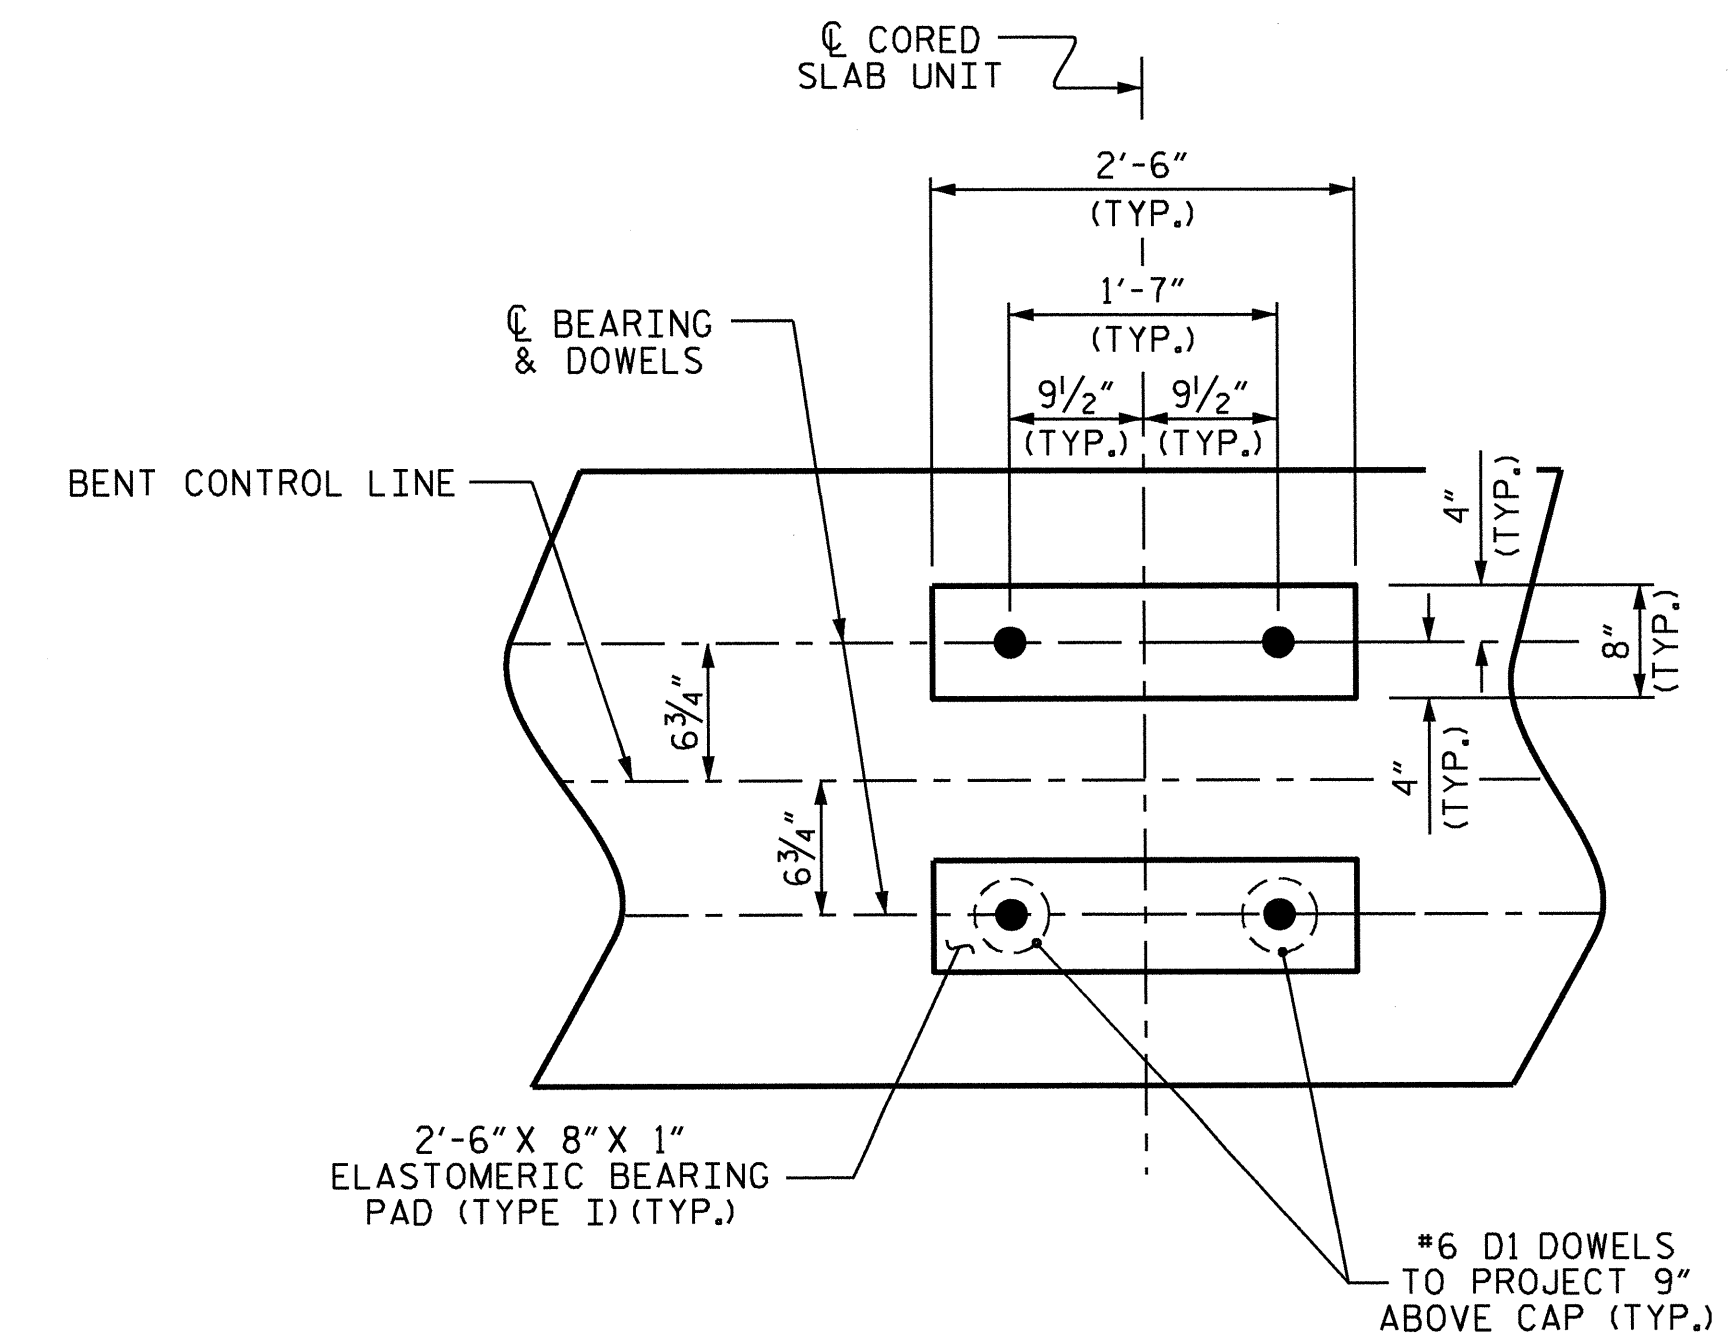 ℄ CORED
SLAB UNIT
2'-6"
(TYP.)
1'-7"
(TYP.)
℄ BEARING
& DOWELS
9½" 9½"
(TYP.) (TYP.)
BENT CONTROL LINE
4"
(TYP.)
8"
(TYP.)
6¾"
4"
(TYP.)
6¾"
2'-6" X 8" X 1"
ELASTOMERIC BEARING
PAD (TYPE I)(TYP.)
#6 D1 DOWELS
TO PROJECT 9"
ABOVE CAP (TYP.)